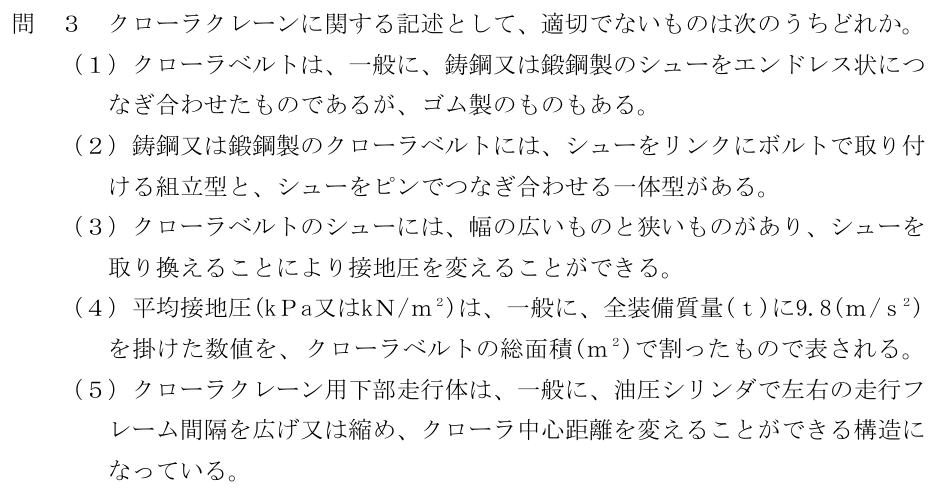 問　３　クローラクレーンに関する記述として、適切でないものは次のうちどれか。
（１）クローラベルトは、一般に、鋳鋼又は鍛鋼製のシューをエンドレス状につ
なぎ合わせたものであるが、ゴム製のものもある。
（２）鋳鋼又は鍛鋼製のクローラベルトには、シューをリンクにボルトで取り付
ける組立型と、シューをピンでつなぎ合わせる一体型がある。
（３）クローラベルトのシューには、幅の広いものと狭いものがあり、シューを
取り換えることにより接地圧を変えることができる。
（４）平均接地圧(kPa又はkN/m²)は、一般に、全装備質量(ｔ)に9.8(m/s²)
を掛けた数値を、クローラベルトの総面積(m²)で割ったもので表される。
（５）クローラクレーン用下部走行体は、一般に、油圧シリンダで左右の走行フ
レーム間隔を広げ又は縮め、クローラ中心距離を変えることができる構造に
なっている。